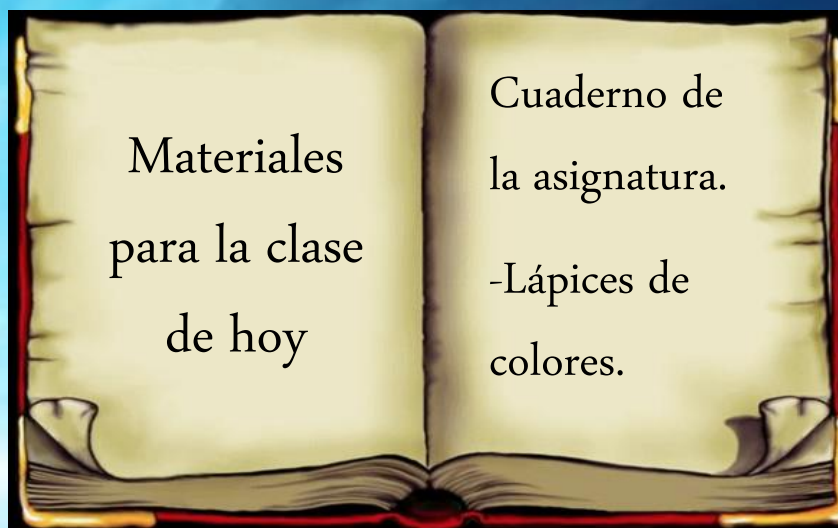 Materiales
para la clase
de hoy
Cuaderno de
la asignatura.
-Lápices de
colores.